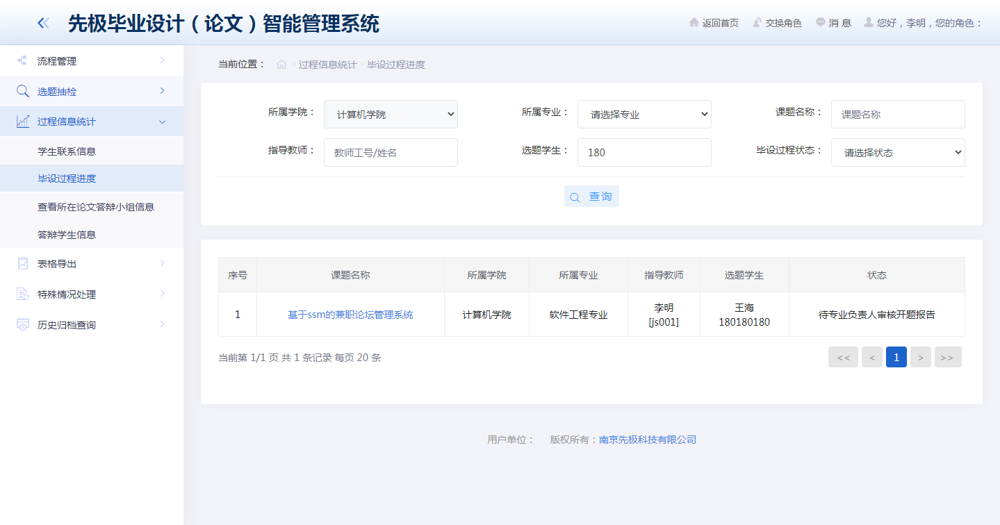 先极毕业设计（论文）智能管理系统
返回首页 交换角色 消 息 您好，李明，您的角色：
流程管理
选题抽检
过程信息统计
学生联系信息
毕设过程进度
查看所在论文答辩小组信息
答辩学生信息
表格导出
特殊情况处理
历史归档查询
当前位置： 过程信息统计 毕设过程进度
所属学院： 计算机学院 所属专业： 请选择专业 课题名称： 课题名称
指导教师： 教师工号/姓名 选题学生： 180 毕设过程状态： 请选择状态
查询
序号 课题名称 所属学院 所属专业 指导教师 选题学生 状态
1 基于ssm的兼职论坛管理系统 计算机学院 软件工程专业 李明 [js001] 王海 180180180 待专业负责人审核开题报告
当前第 1/1 页 共 1 条记录 每页 20 条 << < 1 > >>
用户单位： 版权所有：南京先极科技有限公司